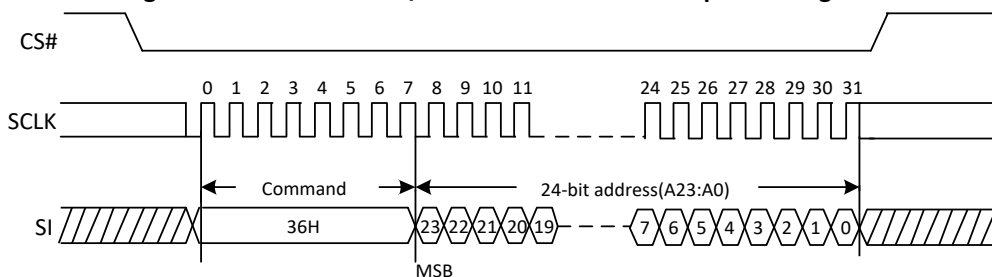 CS#
0 1 2 3 4 5 6 7 8 9 10 11 24 25 26 27 28 29 30 31
SCLK
Command 24-bit address(A23:A0)
SI 36H 23 22 21 20 19 7 6 5 4 3 2 1 0
MSB